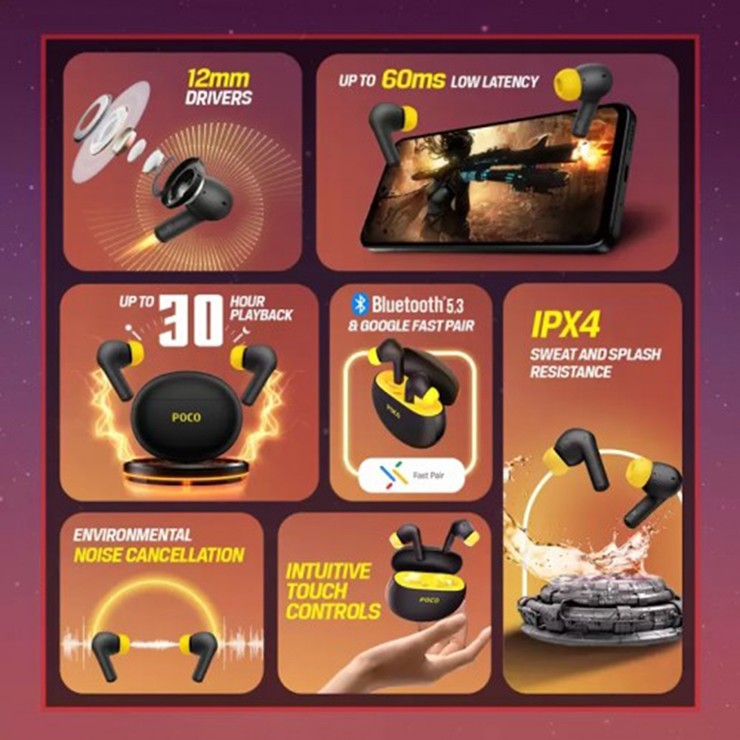 12mm
DRIVERS
UP TO 60ms LOW LATENCY
UP TO 30 HOUR
PLAYBACK
POCO
Bluetooth® 5.3
& GOOGLE FAST PAIR
POCO
Fast Pair
IPX4
SWEAT AND SPLASH
RESISTANCE
ENVIRONMENTAL
NOISE CANCELLATION
INTUITIVE
TOUCH
CONTROLS
POCO